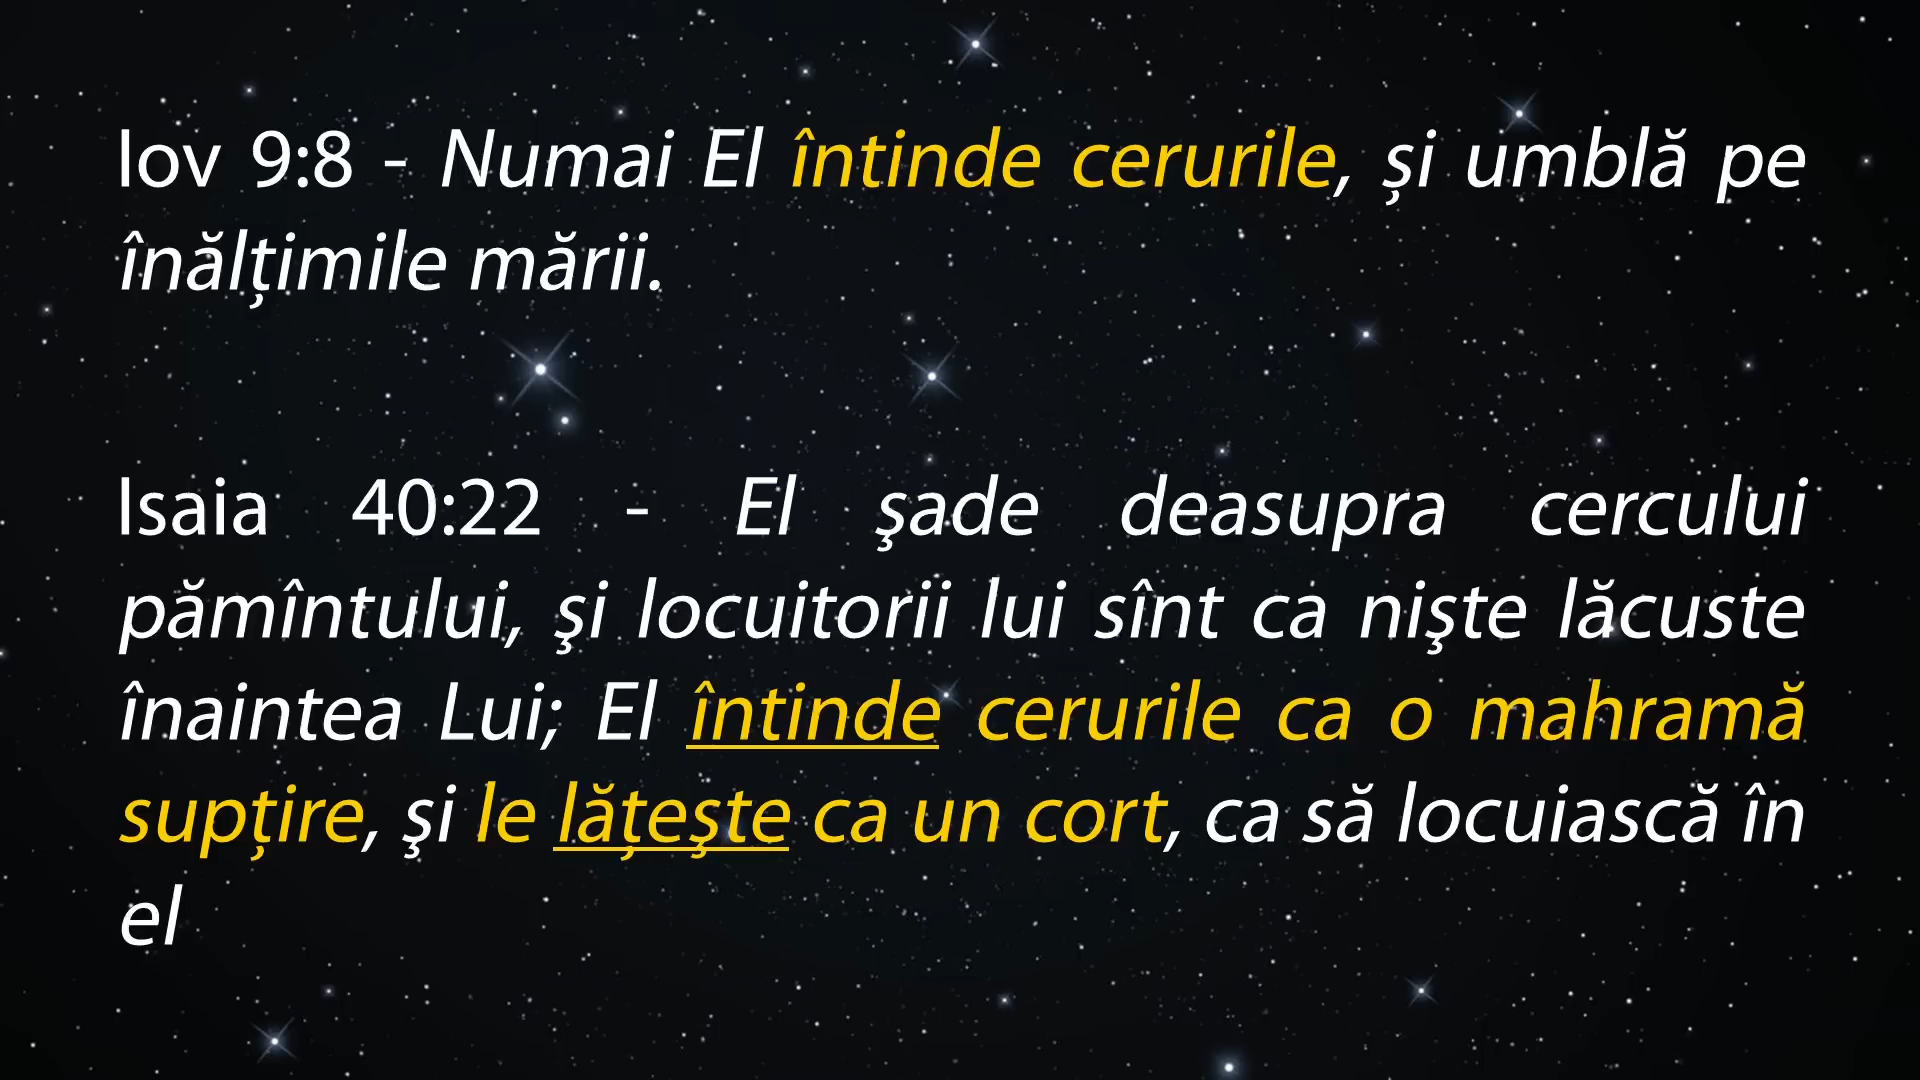 Iov 9:8 - Numai El întinde cerurile, și umblă pe
înălțimile mării.
Isaia 40:22 - El şade deasupra cercului
pămîntului, şi locuitorii lui sînt ca nişte lăcuste
înaintea Lui; El întinde cerurile ca o mahramă
supțire, şi le lățeşte ca un cort, ca să locuiască în
el